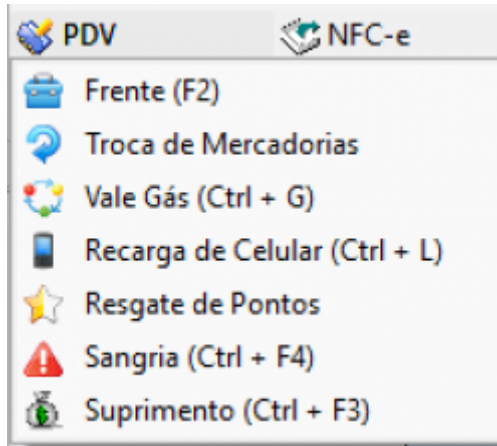 PDV NFC-e
Frente (F2)
Troca de Mercadorias
Vale Gás (Ctrl + G)
Recarga de Celular (Ctrl + L)
Resgate de Pontos
Sangria (Ctrl + F4)
Suprimento (Ctrl + F3)